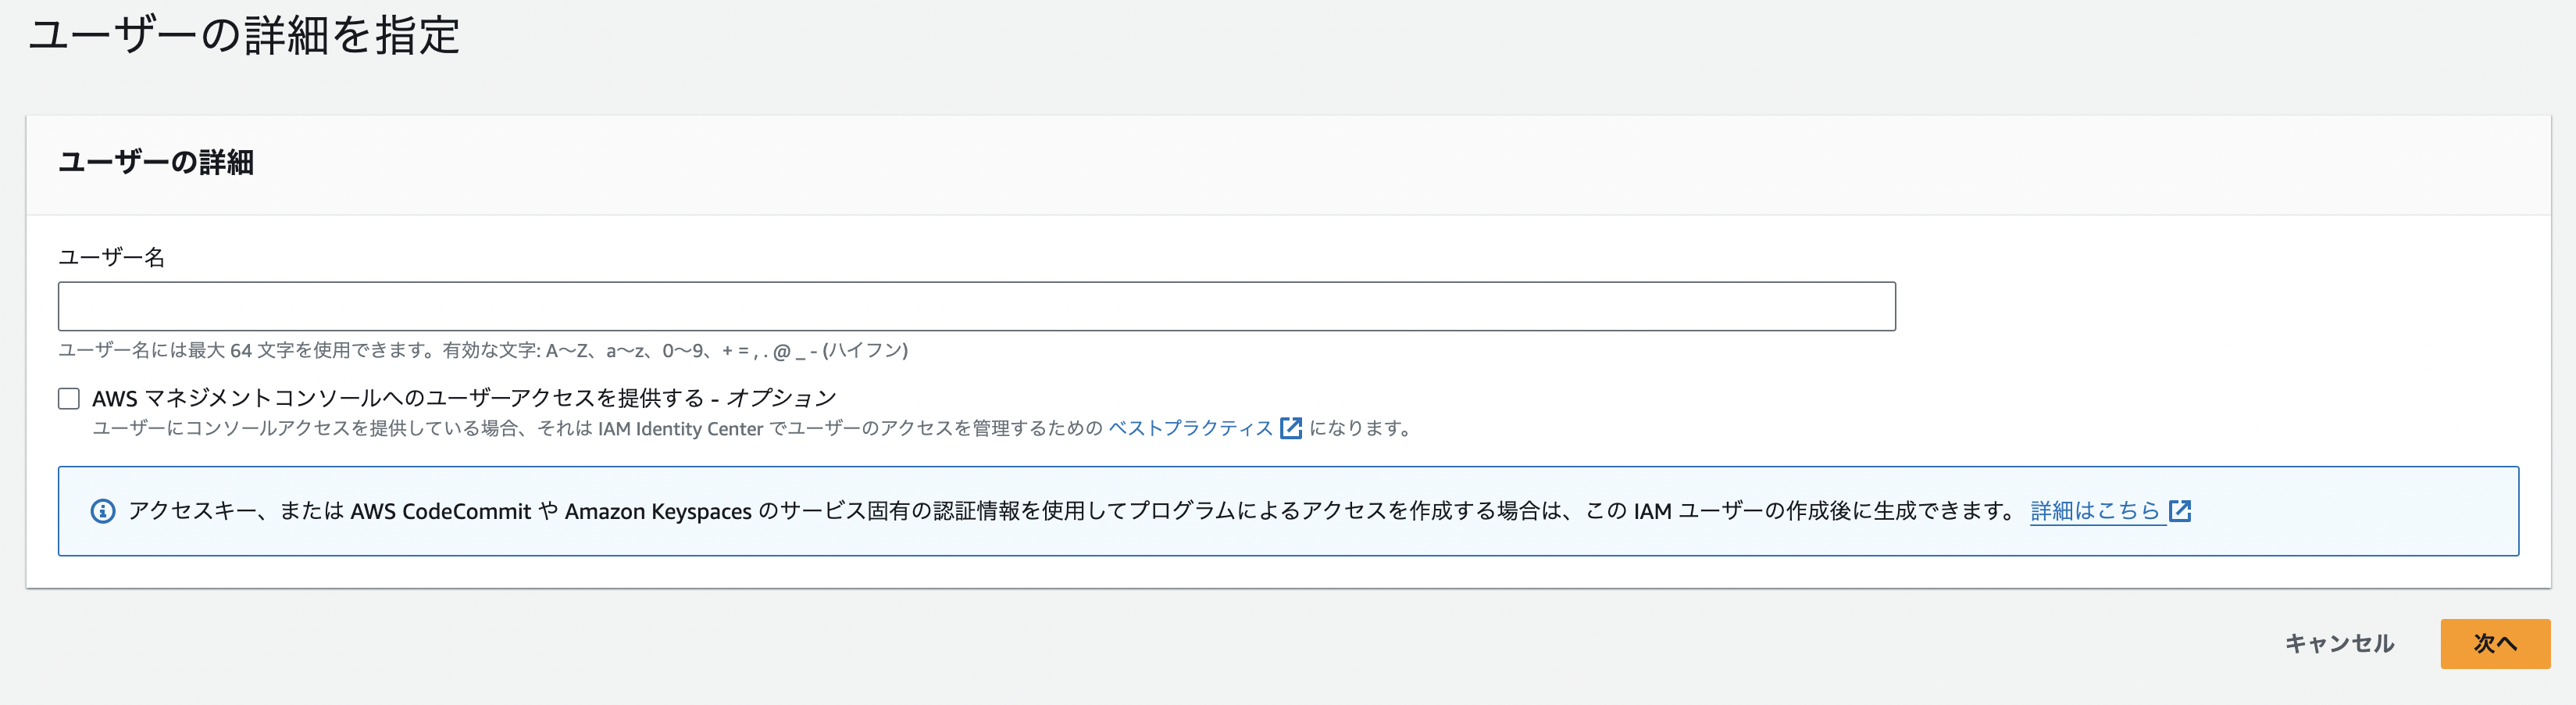 ユーザーの詳細を指定
ユーザーの詳細
ユーザー名
ユーザー名には最大 64 文字を使用できます。有効な文字: A〜Z、a〜z、0〜9、+ = , . @ _ - (ハイフン)
AWS マネジメントコンソールへのユーザーアクセスを提供する - オプション
ユーザーにコンソールアクセスを提供している場合、それは IAM Identity Center でユーザーのアクセスを管理するための ベストプラクティス になります。
アクセスキー、または AWS CodeCommit や Amazon Keyspaces のサービス固有の認証情報を使用してプログラムによるアクセスを作成する場合は、この IAM ユーザーの作成後に生成できます。 詳細はこちら
キャンセル 次へ